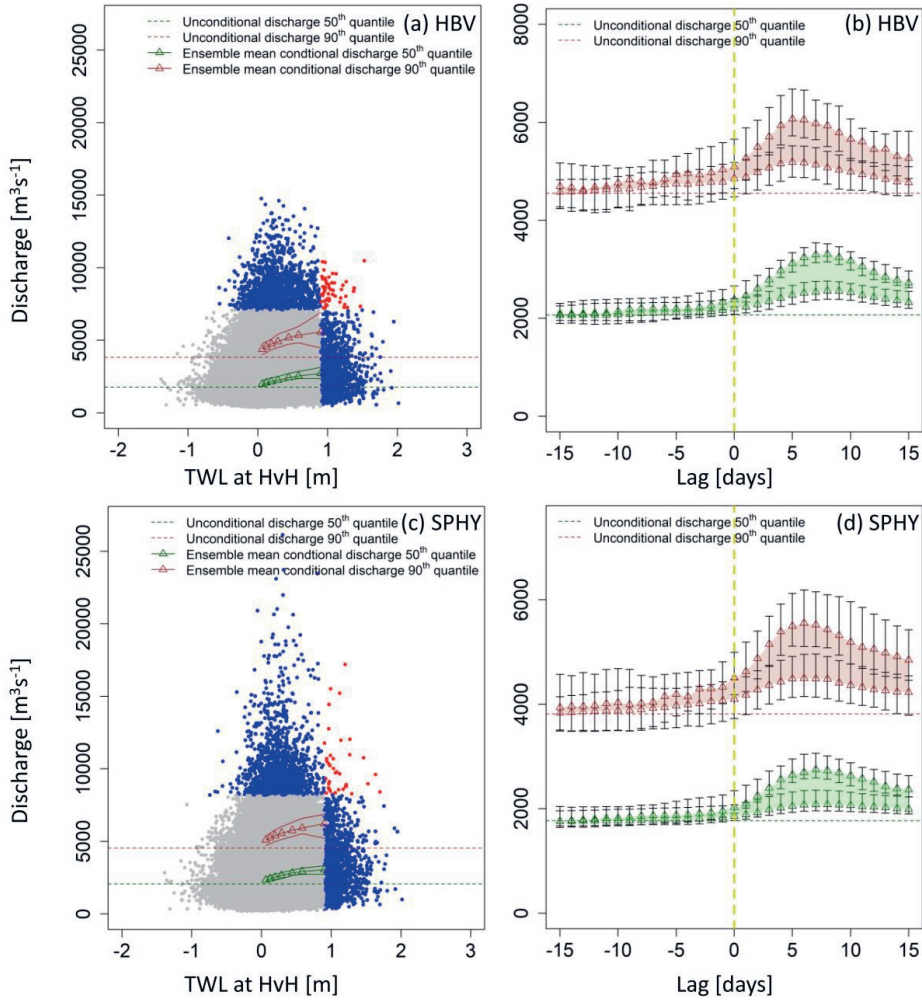 Unconditional discharge 50th quantile
Unconditional discharge 90th quantile
Ensemble mean condtional discharge 50th quantile
Ensemble mean conditional discharge 90th quantile
(a) HBV
Discharge [m³s-1]
25000
20000
15000
10000
5000
0
-2 -1 0 1 2 3
TWL at HvH [m]
Unconditional discharge 50th quantile
Unconditional discharge 90th quantile
(b) HBV
8000
6000
4000
2000
0
-15 -10 -5 0 5 10 15
Lag [days]
Unconditional discharge 50th quantile
Unconditional discharge 90th quantile
Ensemble mean condtional discharge 50th quantile
Ensemble mean conditional discharge 90th quantile
(c) SPHY
Discharge [m³s-1]
25000
20000
15000
10000
5000
0
-2 -1 0 1 2 3
TWL at HvH [m]
Unconditional discharge 50th quantile
Unconditional discharge 90th quantile
(d) SPHY
6000
4000
2000
0
-15 -10 -5 0 5 10 15
Lag [days]